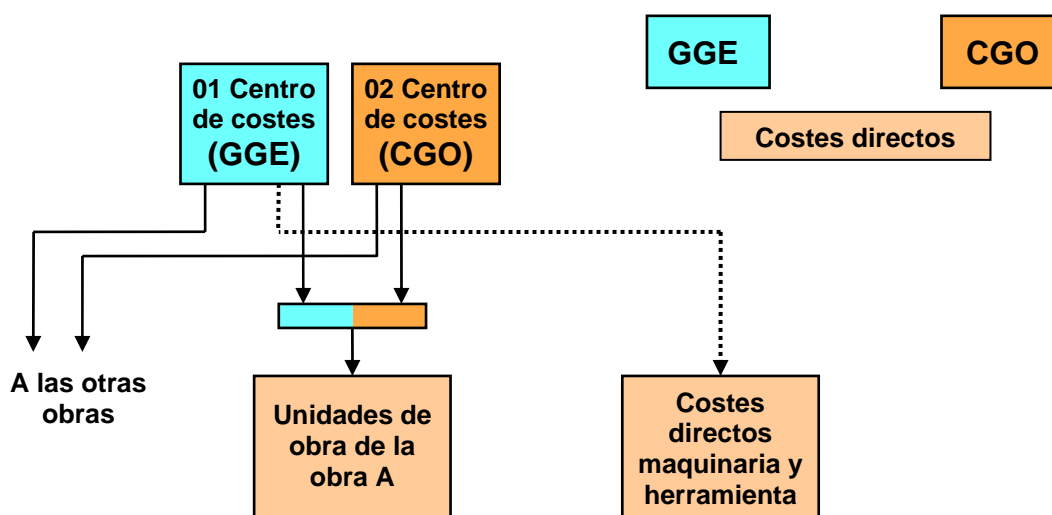 GGE
CGO
01 Centro
de costes
(GGE)
02 Centro
de costes
(CGO)
Costes directos
A las otras
obras
Unidades de
obra de la
obra A
Costes
directos
maquinaria y
herramienta